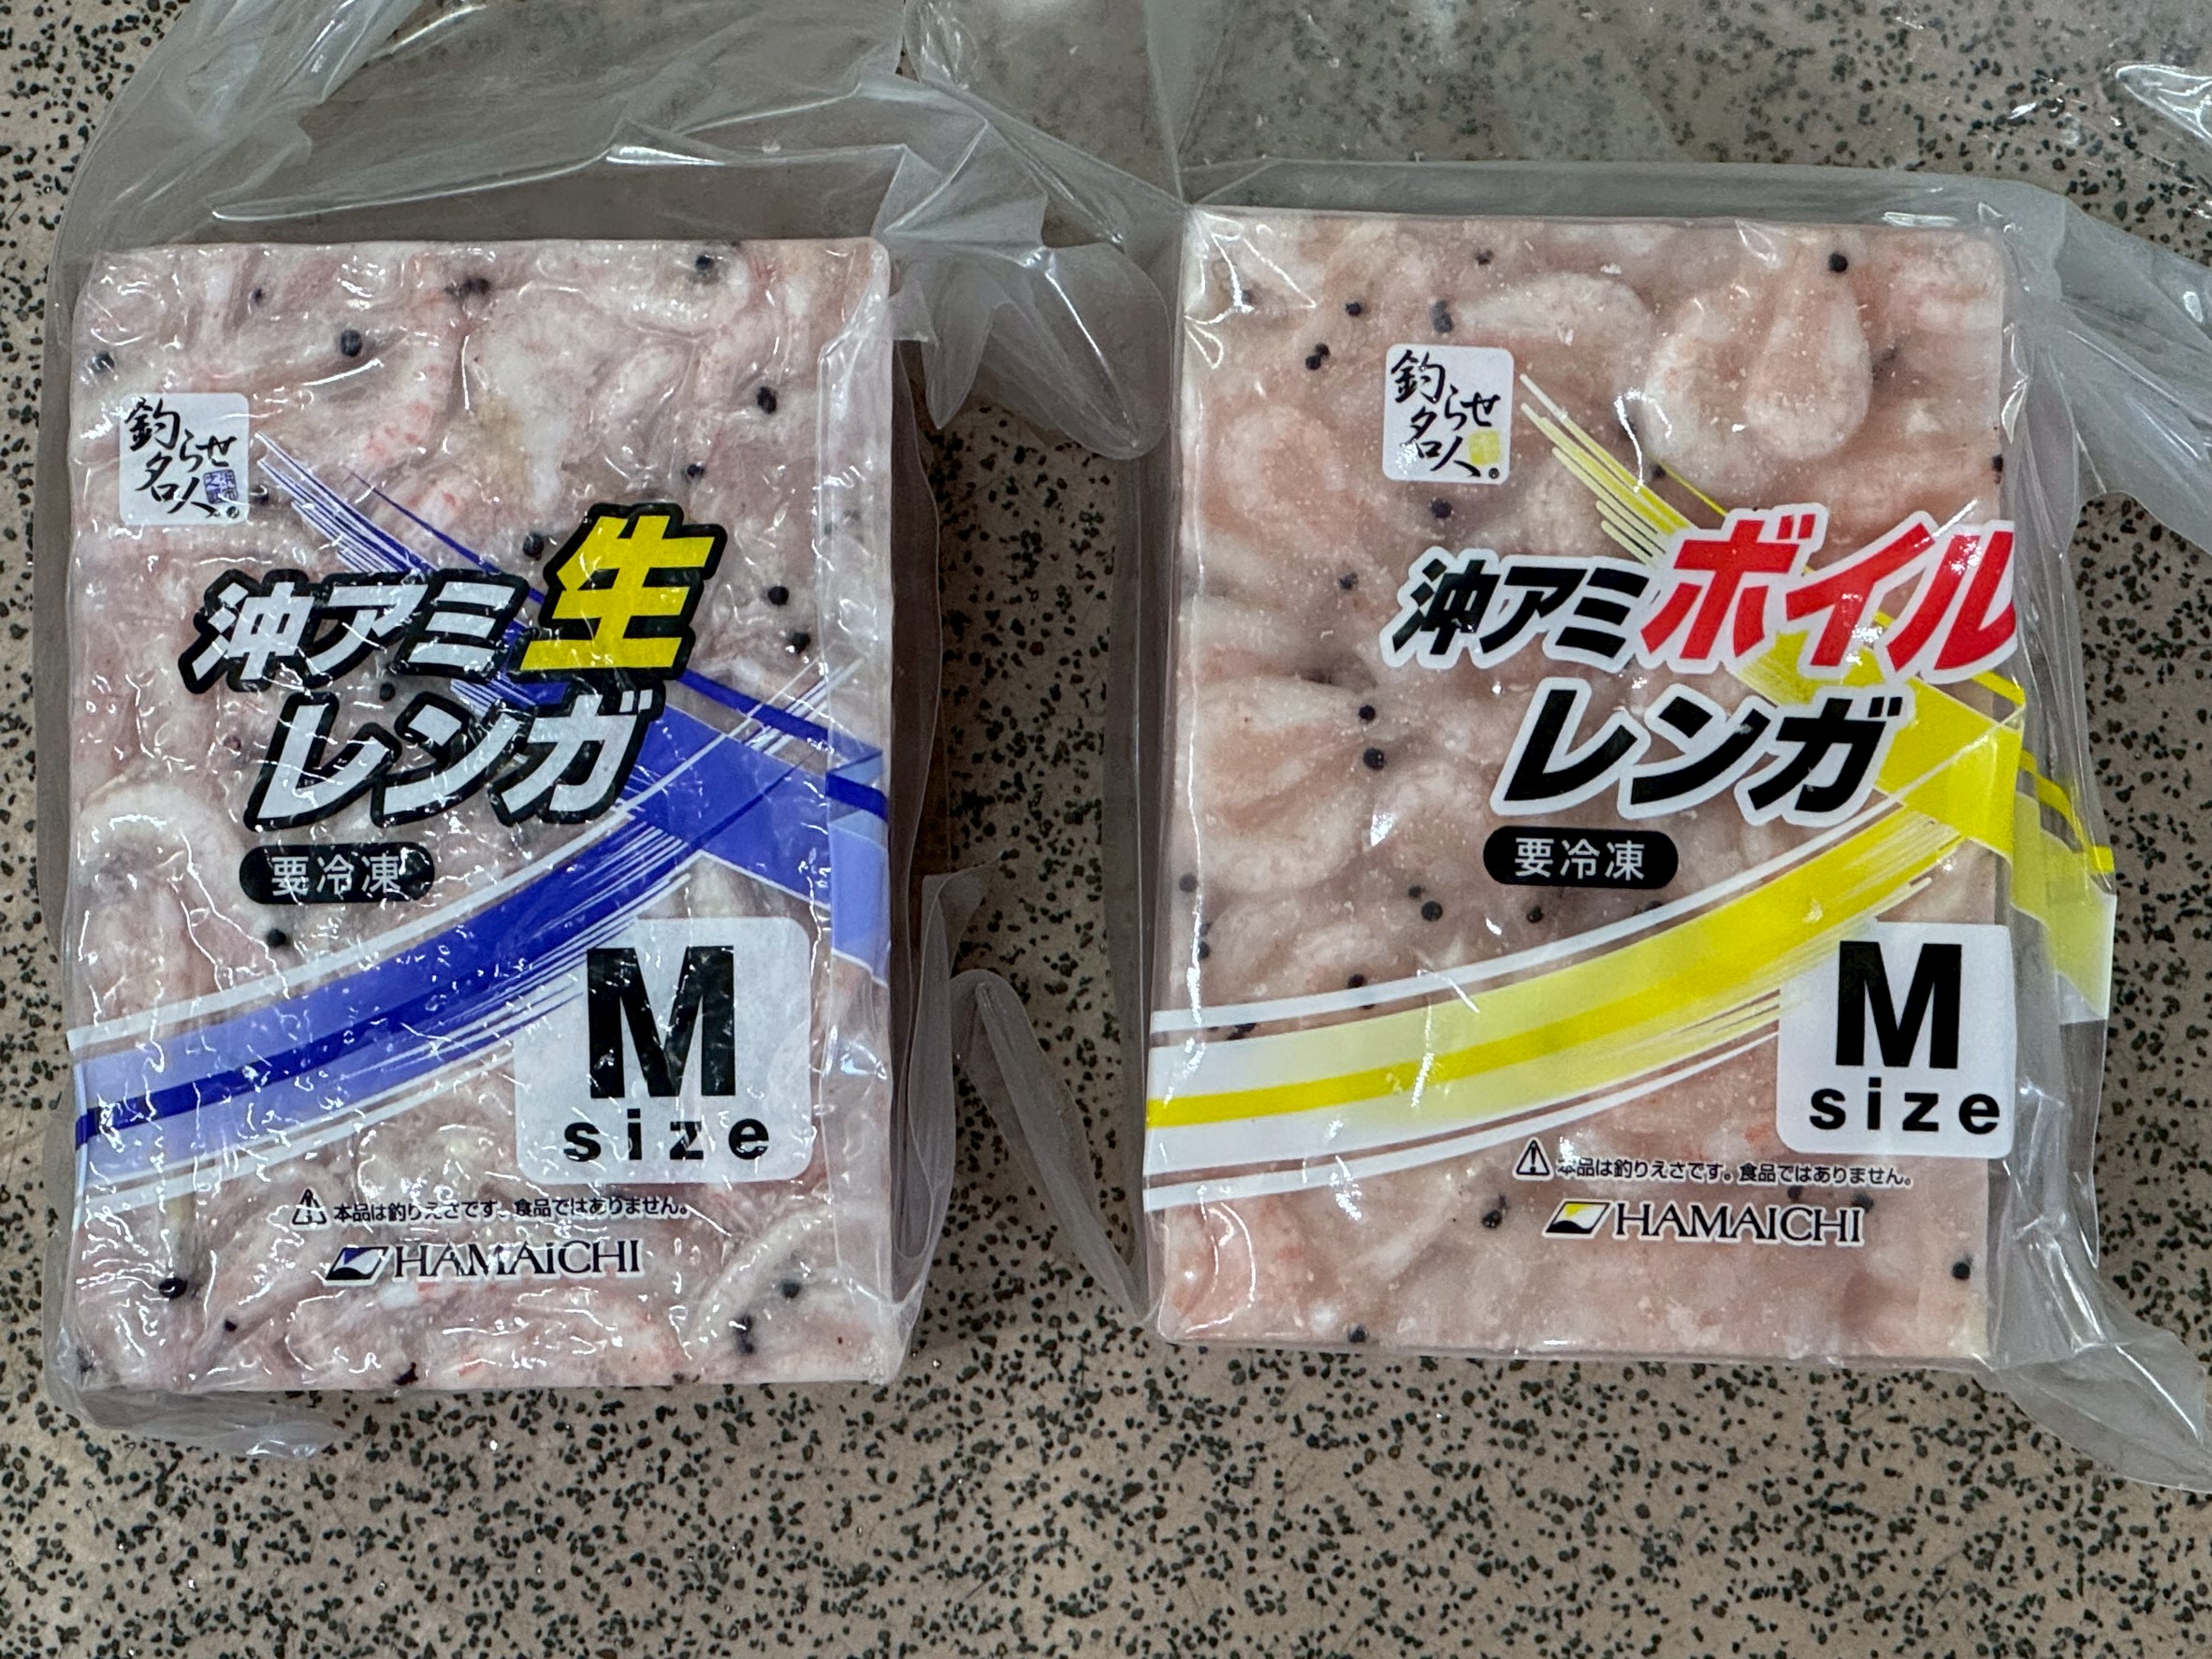 釣らせ
名人
沖アミ生
レンガ
要冷凍
M
size
本品は釣りえさです。食品ではありません。
HAMAICHI
釣らせ
名人
沖アミボイル
レンガ
要冷凍
M
size
本品は釣りえさです。食品ではありません。
HAMAICHI